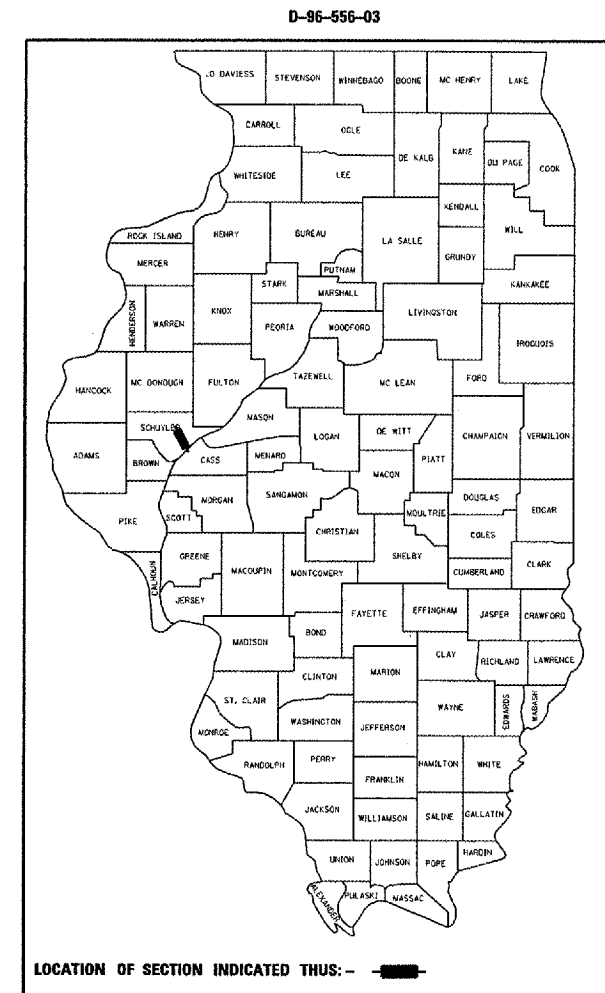 D-96-556-03
JO DAVIESS STEVENSON WINNEBAGO BOONE MC HENRY LAKE
CARROLL OGLE
DE KALB KANE DU PAGE COOK
WHITESIDE LEE
KENDALL
ROCK ISLAND HENRY BUREAU LA SALLE WILL
GRUNDY
MERCER PUTNAM
STARK MARSHALL KANKAKEE
HENDERSON WARREN KNOX PEORIA WOODFORD LIVINGSTON
IROQUOIS
TAZEWELL MC LEAN FORD
HANCOCK MC DONOUGH FULTON
MASON
SCHUYLER LOGAN DE WITT CHAMPAIGN VERMILION
ADAMS BROWN CASS MENARD PIATT
MACON
MORGAN SANGAMON DOUGLAS
PIKE SCOTT CHRISTIAN MOULTRIE COLES EDGAR
GREENE MACOUPIN MONTGOMERY SHELBY CUMBERLAND CLARK
CALHOUN JERSEY
FAYETTE EFFINGHAM JASPER CRAWFORD
MADISON BOND
CLAY RICHLAND LAWRENCE
CLINTON MARION
ST. CLAIR WAYNE EDWARDS WABASH
WASHINGTON JEFFERSON
MONROE
RANDOLPH PERRY HAMILTON WHITE
FRANKLIN
JACKSON WILLIAMSON SALINE GALLATIN
UNION JOHNSON POPE HARDIN
ALEXANDER PULASKI MASSAC
LOCATION OF SECTION INDICATED THUS: -